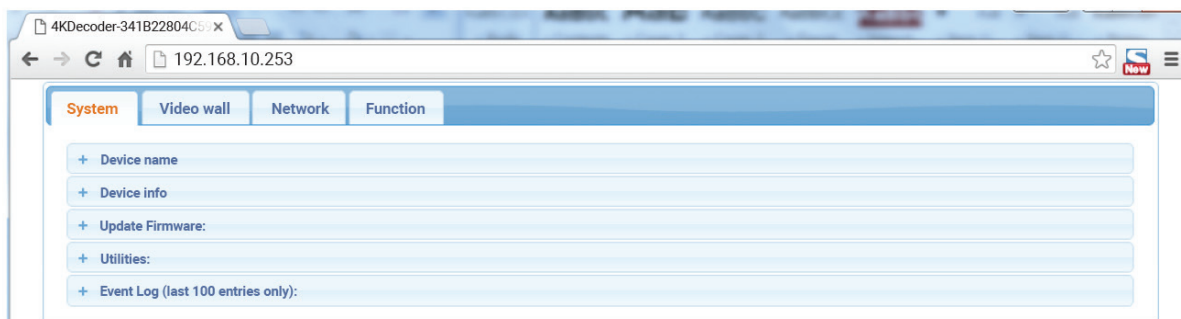 4KDecoder-341B22804C59
192.168.10.253
New
System Video wall Network Function
+ Device name
+ Device info
+ Update Firmware:
+ Utilities:
+ Event Log (last 100 entries only):